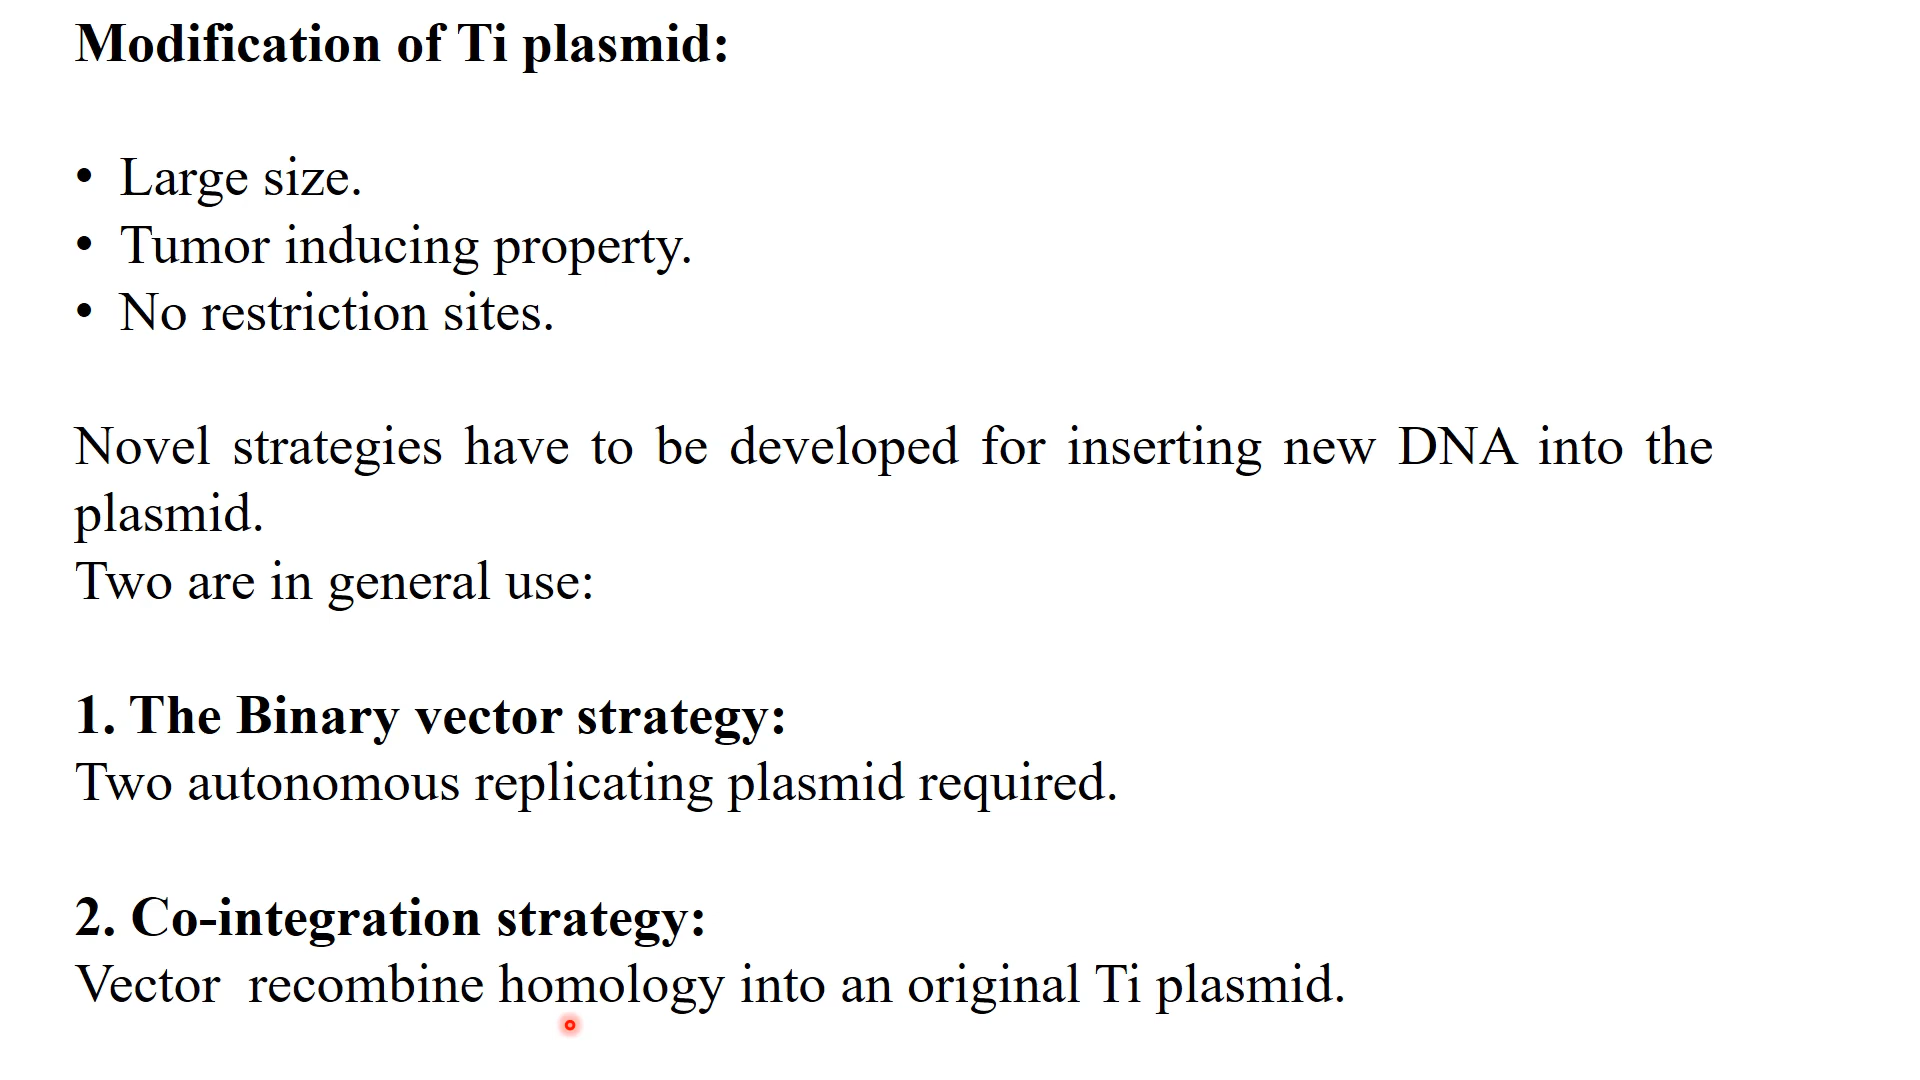 Modification of Ti plasmid:
• Large size.
• Tumor inducing property.
• No restriction sites.
Novel strategies have to be developed for inserting new DNA into the
plasmid.
Two are in general use:
1. The Binary vector strategy:
Two autonomous replicating plasmid required.
2. Co-integration strategy:
Vector  recombine homology into an original Ti plasmid.